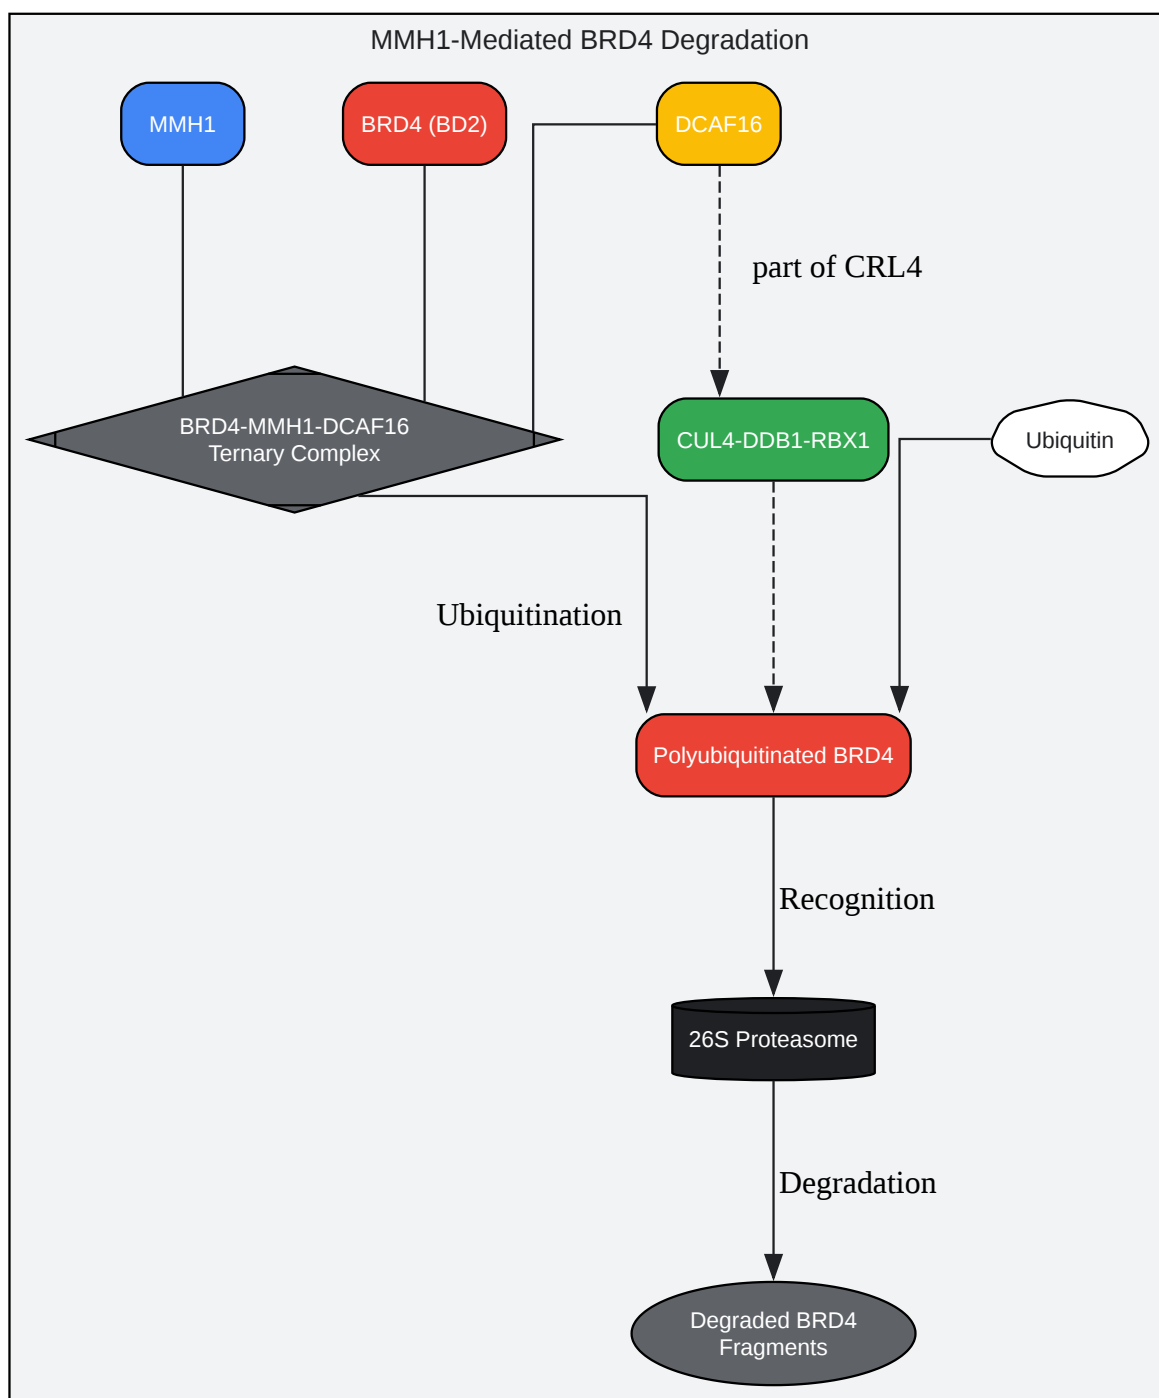 MMH1-Mediated BRD4 Degradation
MMH1
BRD4 (BD2)
DCAF16
part of CRL4
BRD4-MMH1-DCAF16
Ternary Complex
CUL4-DDB1-RBX1
Ubiquitin
Ubiquitination
Polyubiquitinated BRD4
Recognition
26S Proteasome
Degradation
Degraded BRD4
Fragments